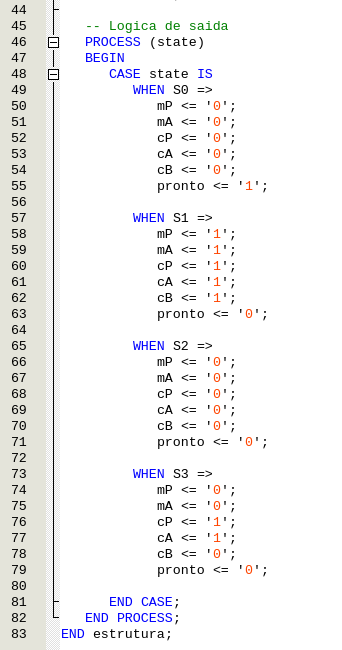 44
45 -- Logica de saida
46 PROCESS (state)
47 BEGIN
48 CASE state IS
49 WHEN S0 =>
50 mP <= '0';
51 mA <= '0';
52 cP <= '0';
53 cA <= '0';
54 cB <= '0';
55 pronto <= '1';
56
57 WHEN S1 =>
58 mP <= '1';
59 mA <= '1';
60 cP <= '1';
61 cA <= '1';
62 cB <= '1';
63 pronto <= '0';
64
65 WHEN S2 =>
66 mP <= '0';
67 mA <= '0';
68 cP <= '0';
69 cA <= '0';
70 cB <= '0';
71 pronto <= '0';
72
73 WHEN S3 =>
74 mP <= '0';
75 mA <= '0';
76 cP <= '1';
77 cA <= '1';
78 cB <= '0';
79 pronto <= '0';
80
81 END CASE;
82 END PROCESS;
83 END estrutura;